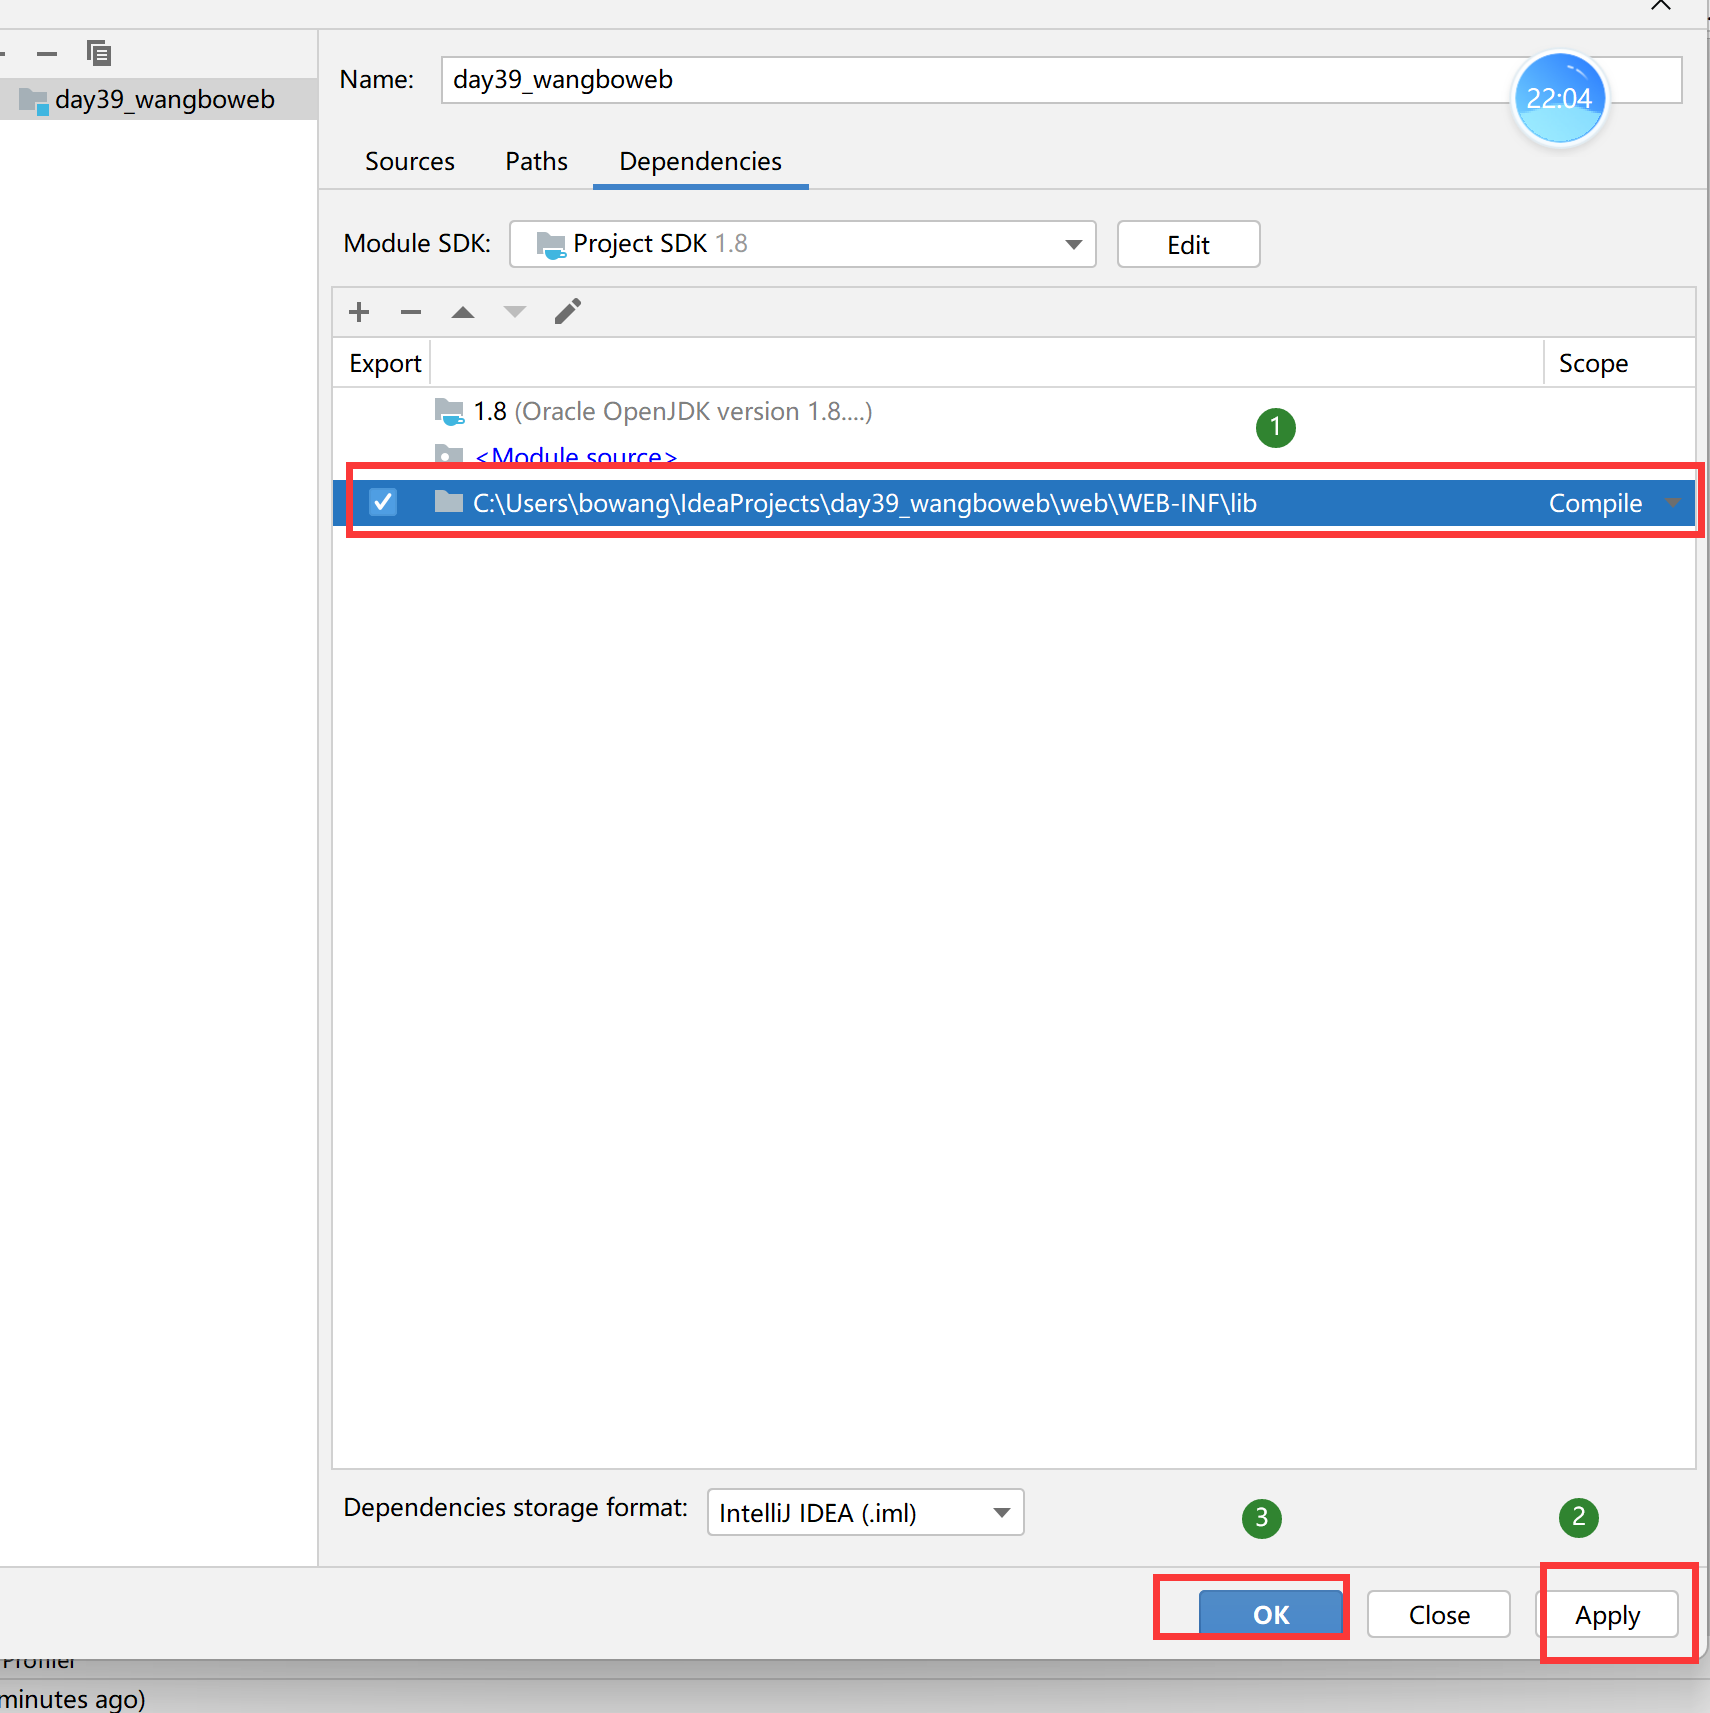 day39_wangboweb
Name: day39_wangboweb
22:04
Sources Paths Dependencies
Module SDK: Project SDK 1.8 Edit
Export Scope
1.8 (Oracle OpenJDK version 1.8....)
1
<Module source>
C:\Users\bowang\IdeaProjects\day39_wangboweb\web\WEB-INF\lib Compile
Dependencies storage format: IntelliJ IDEA (.iml)
3 2
OK Close Apply
Profiler
minutes ago)